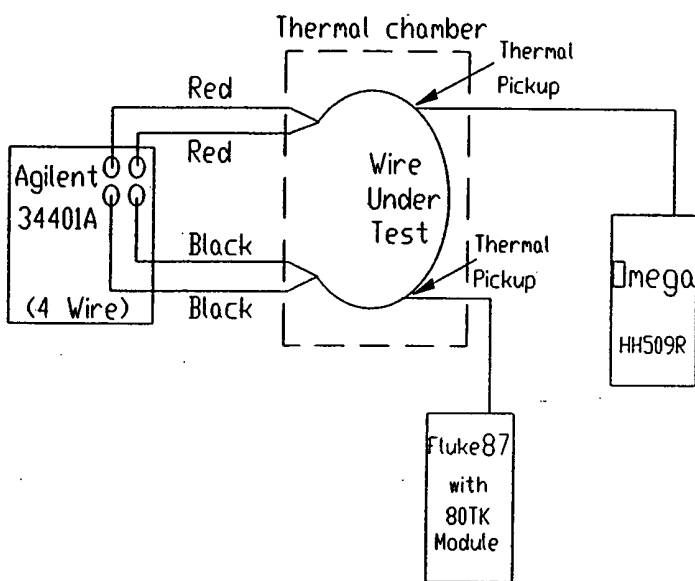 Thermal chamber
Thermal
Pickup
Red
Red
Agilent
34401A
(4 Wire)
Wire
Under
Test
Black
Black
Thermal
Pickup
Omega
HH509R
Fluke87
with
80TK
Module